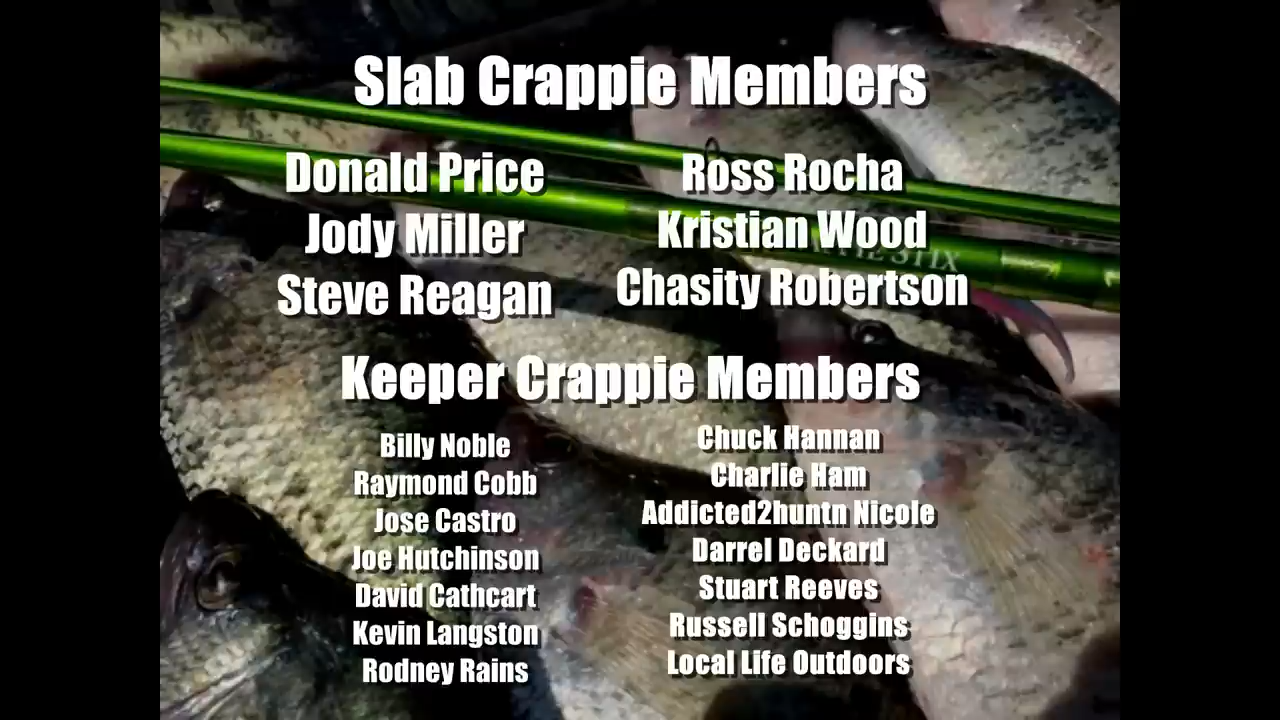 Slab Crappie Members
Donald Price
Jody Miller
Steve Reagan
Ross Rocha
Kristian Wood
Chasity Robertson
STIX
Keeper Crappie Members
Billy Noble
Raymond Cobb
Jose Castro
Joe Hutchinson
David Cathcart
Kevin Langston
Rodney Rains
Chuck Hannan
Charlie Ham
Addicted2huntn Nicole
Darrel Deckard
Stuart Reeves
Russell Schoggins
Local Life Outdoors